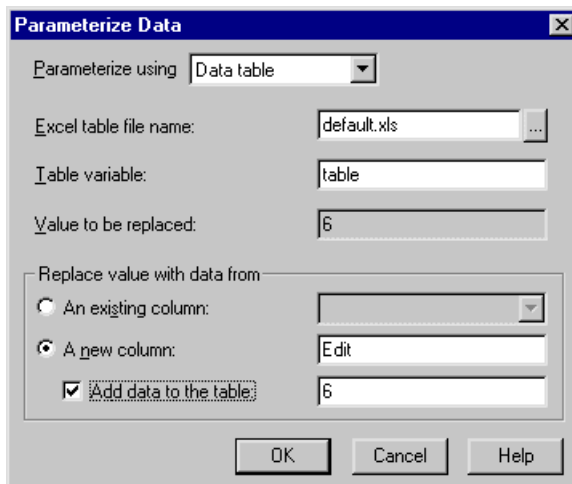 Parameterize Data
Parameterize using Data table
Excel table file name: default.xls ...
Table variable: table
Value to be replaced: 6
Replace value with data from
An existing column:
A new column: Edit
Add data to the table: 6
OK Cancel Help